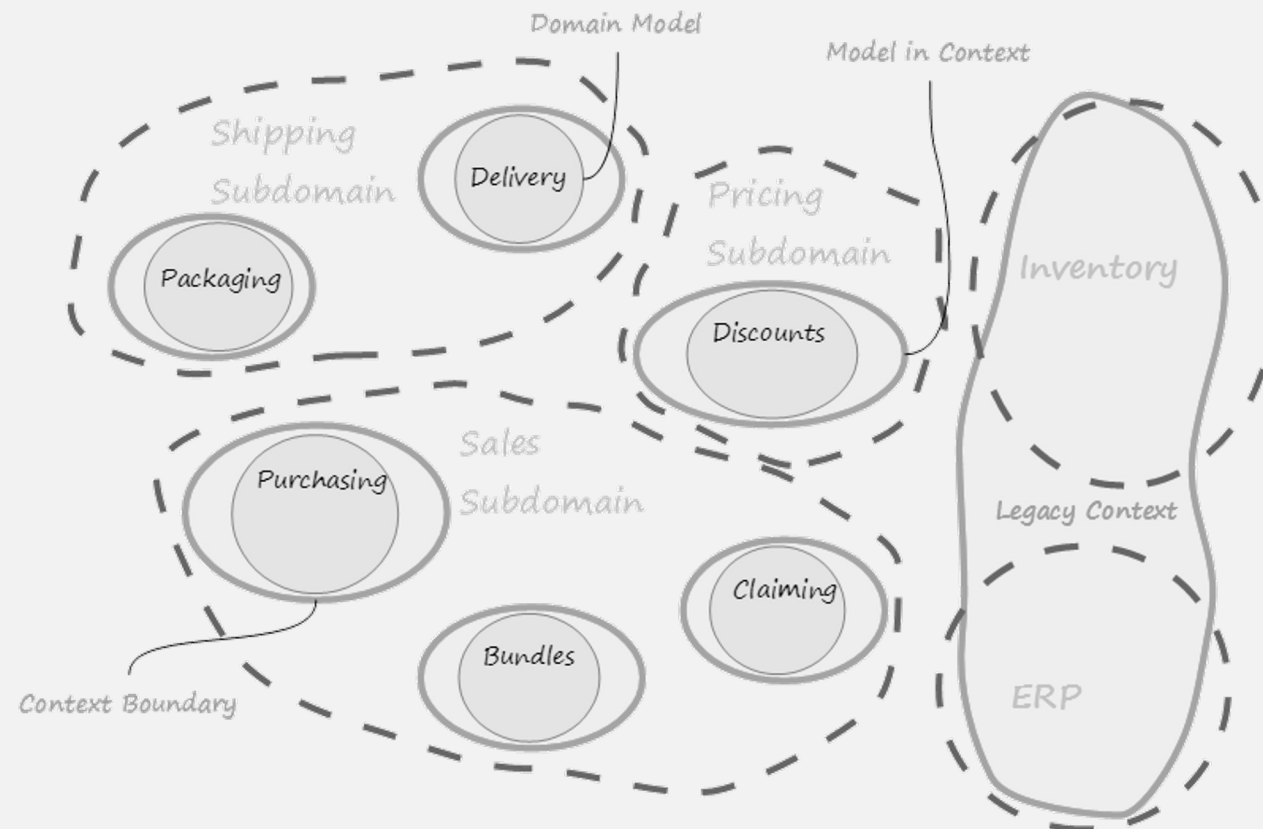 Domain Model
Model in Context
Shipping
Subdomain
Delivery
Packaging
Pricing
Subdomain
Discounts
Inventory
Sales
Subdomain
Purchasing
Legacy Context
Claiming
Bundles
Context Boundary
ERP